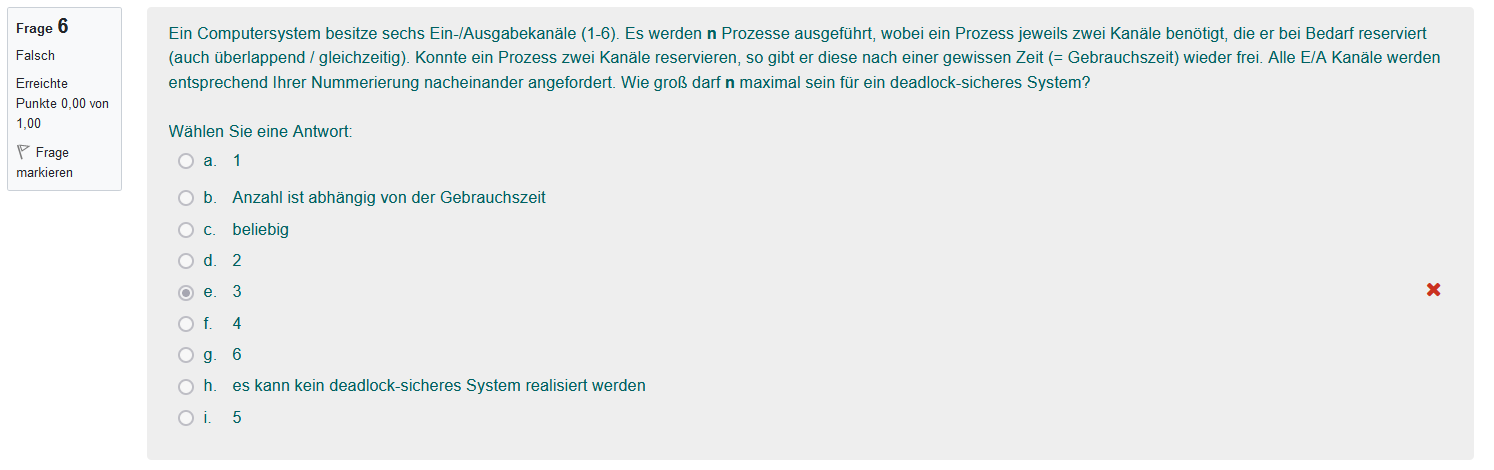 Frage 6
Falsch
Erreichte
Punkte 0,00 von
1,00
Frage
markieren
Ein Computersystem besitze sechs Ein-/Ausgabekanäle (1-6). Es werden n Prozesse ausgeführt, wobei ein Prozess jeweils zwei Kanäle benötigt, die er bei Bedarf reserviert
(auch überlappend / gleichzeitig). Konnte ein Prozess zwei Kanäle reservieren, so gibt er diese nach einer gewissen Zeit (= Gebrauchszeit) wieder frei. Alle E/A Kanäle werden
entsprechend Ihrer Nummerierung nacheinander angefordert. Wie groß darf n maximal sein für ein deadlock-sicheres System?
Wählen Sie eine Antwort:
a. 1
b. Anzahl ist abhängig von der Gebrauchszeit
c. beliebig
d. 2
e. 3
f. 4
g. 6
h. es kann kein deadlock-sicheres System realisiert werden
i. 5